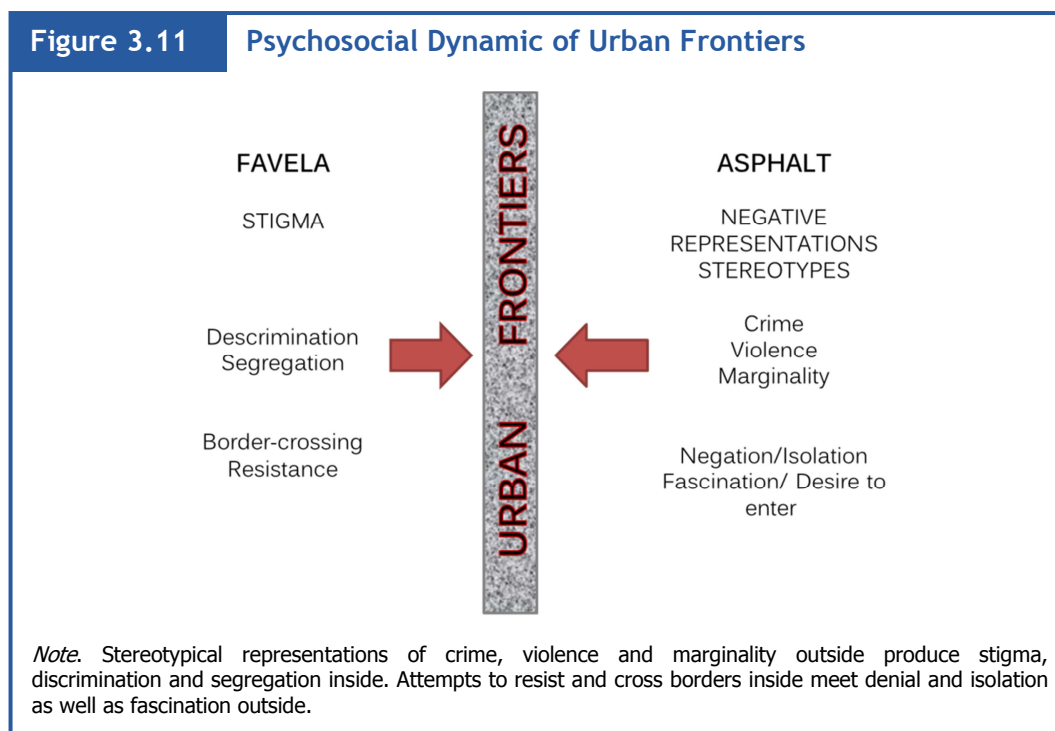 Figure 3.11
Psychosocial Dynamic of Urban Frontiers
FAVELA
STIGMA
Descrimination
Segregation
Border-crossing
Resistance
URBAN FRONTIERS
ASPHALT
NEGATIVE
REPRESENTATIONS
STEREOTYPES
Crime
Violence
Marginality
Negation/Isolation
Fascination/ Desire to
enter
Note. Stereotypical representations of crime, violence and marginality outside produce stigma,
discrimination and segregation inside. Attempts to resist and cross borders inside meet denial and isolation
as well as fascination outside.